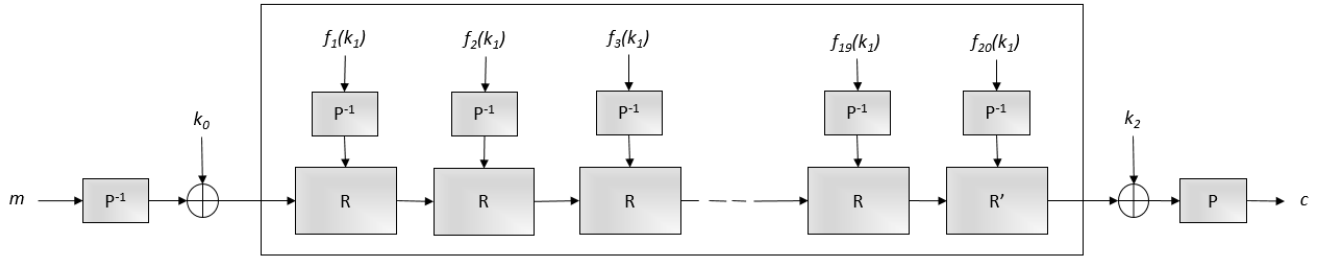 f₁(k₁) f₂(k₁) f₃(k₁) f₁₉(k₁) f₂₀(k₁)
P⁻¹ P⁻¹ P⁻¹ P⁻¹ P⁻¹
k₀ k₂
m P⁻¹ R R R R R’ P c